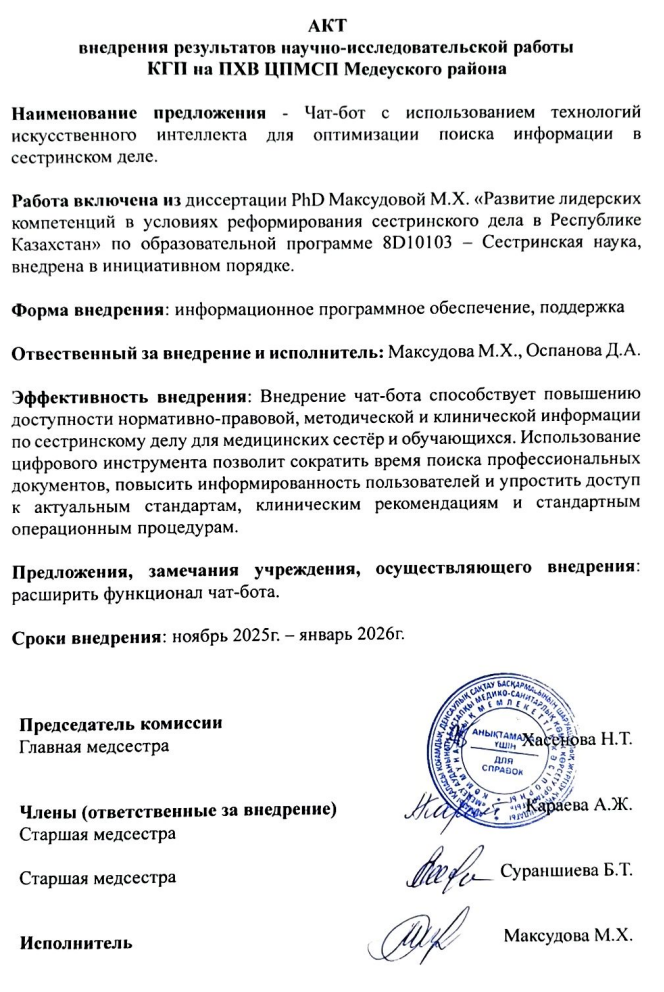 АКТ
внедрения результатов научно-исследовательской работы
КГП на ПХВ ЦПМСП Медеуского района
Наименование предложения - Чат-бот с использованием технологий
искусственного интеллекта для оптимизации поиска информации в
сестринском деле.
Работа включена из диссертации PhD Максудовой М.Х. «Развитие лидерских
компетенций в условиях реформирования сестринского дела в Республике
Казахстан» по образовательной программе 8D10103 – Сестринская наука,
внедрена в инициативном порядке.
Форма внедрения: информационное программное обеспечение, поддержка
Отвественный за внедрение и исполнитель: Максудова М.Х., Оспанова Д.А.
Эффективность внедрения: Внедрение чат-бота способствует повышению
доступности нормативно-правовой, методической и клинической информации
по сестринскому делу для медицинских сестёр и обучающихся. Использование
цифрового инструмента позволит сократить время поиска профессиональных
документов, повысить информированность пользователей и упростить доступ
к актуальным стандартам, клиническим рекомендациям и стандартным
операционным процедурам.
Предложения, замечания учреждения, осуществляющего внедрения:
расширить функционал чат-бота.
Сроки внедрения: ноябрь 2025г. – январь 2026г.
Председатель комиссии
Главная медсестра
Хасенова Н.Т.
АНЫҚТАМА
ҮШІН
ДЛЯ
СПРАВОК
Члены (ответственные за внедрение)
Караева А.Ж.
Старшая медсестра
Старшая медсестра
Сураншиева Б.Т.
Исполнитель
Максудова М.Х.